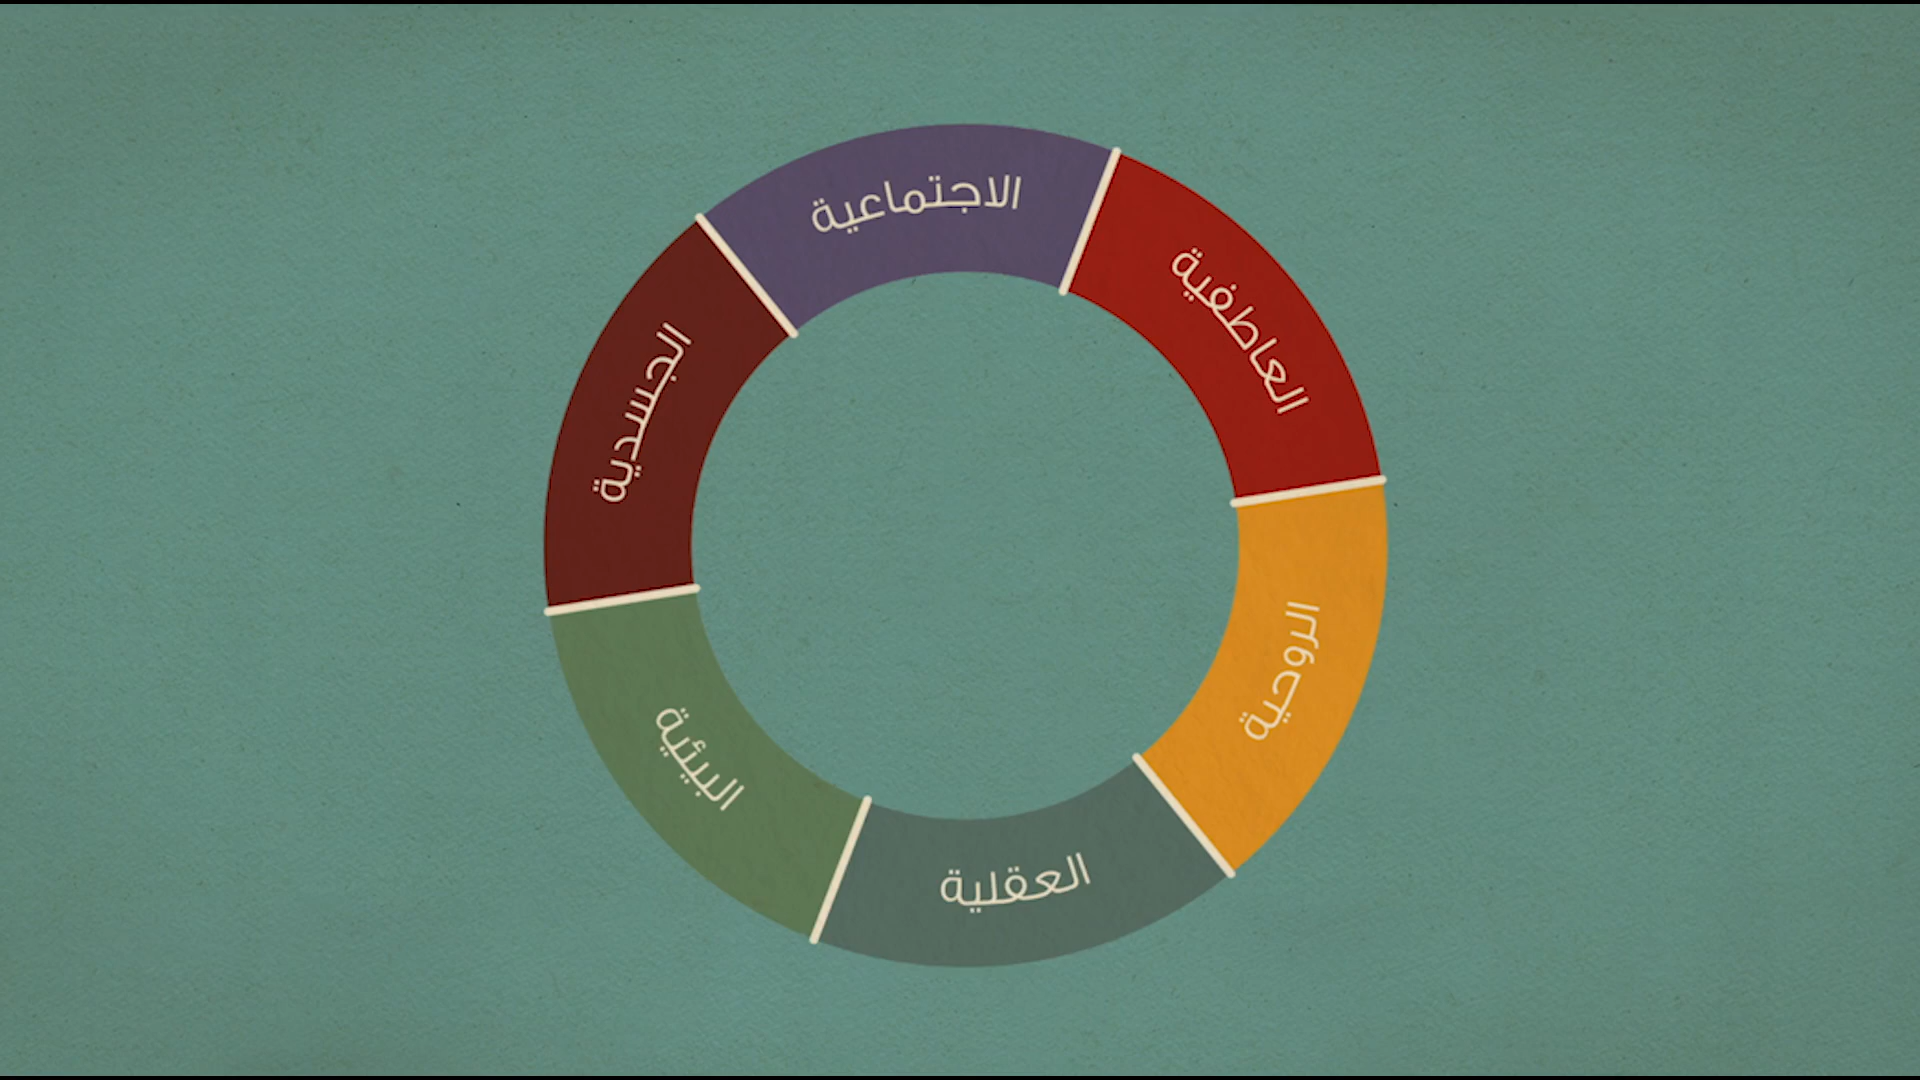 الاجتماعية
العاطفية
الروحية
العقلية
البيئية
الجسدية